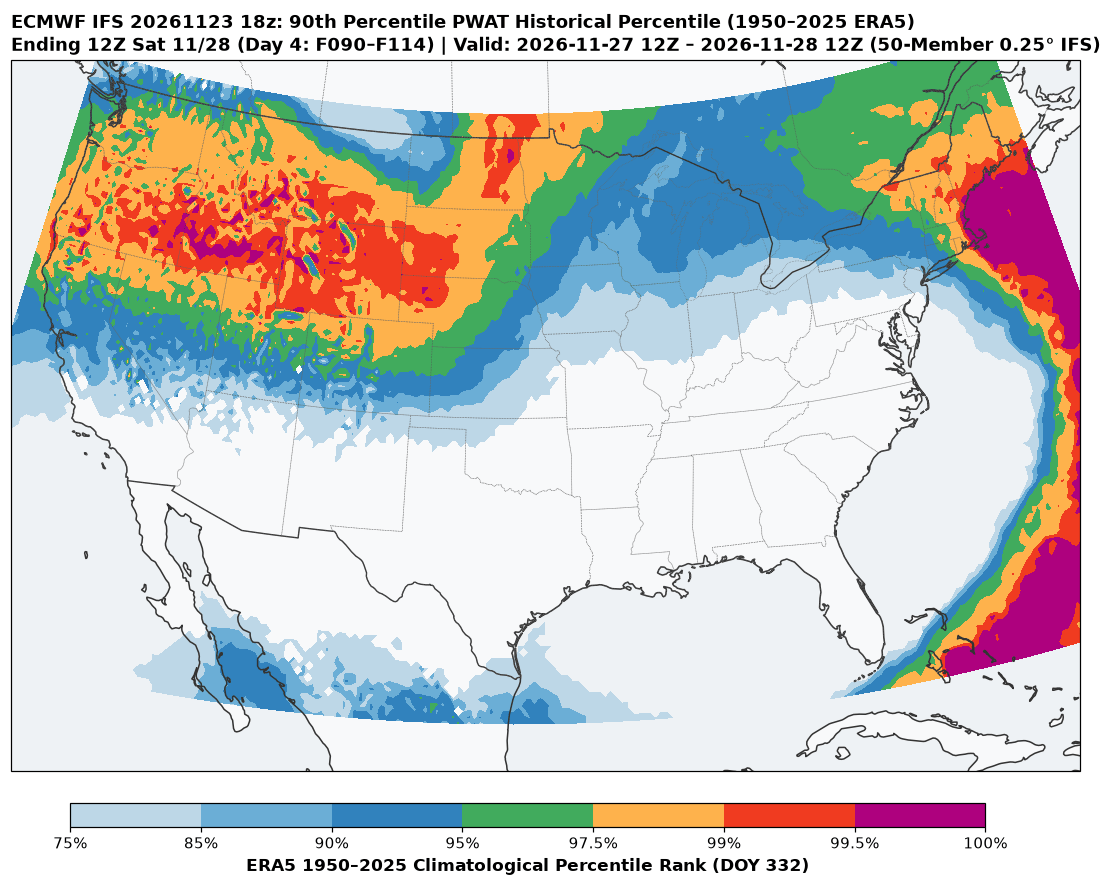 ECMWF IFS 20261123 18z: 90th Percentile PWAT Historical Percentile (1950–2025 ERA5)
Ending 12Z Sat 11/28 (Day 4: F090–F114) | Valid: 2026-11-27 12Z – 2026-11-28 12Z (50-Member 0.25° IFS)
75% 85% 90% 95% 97.5% 99% 99.5% 100%
ERA5 1950–2025 Climatological Percentile Rank (DOY 332)